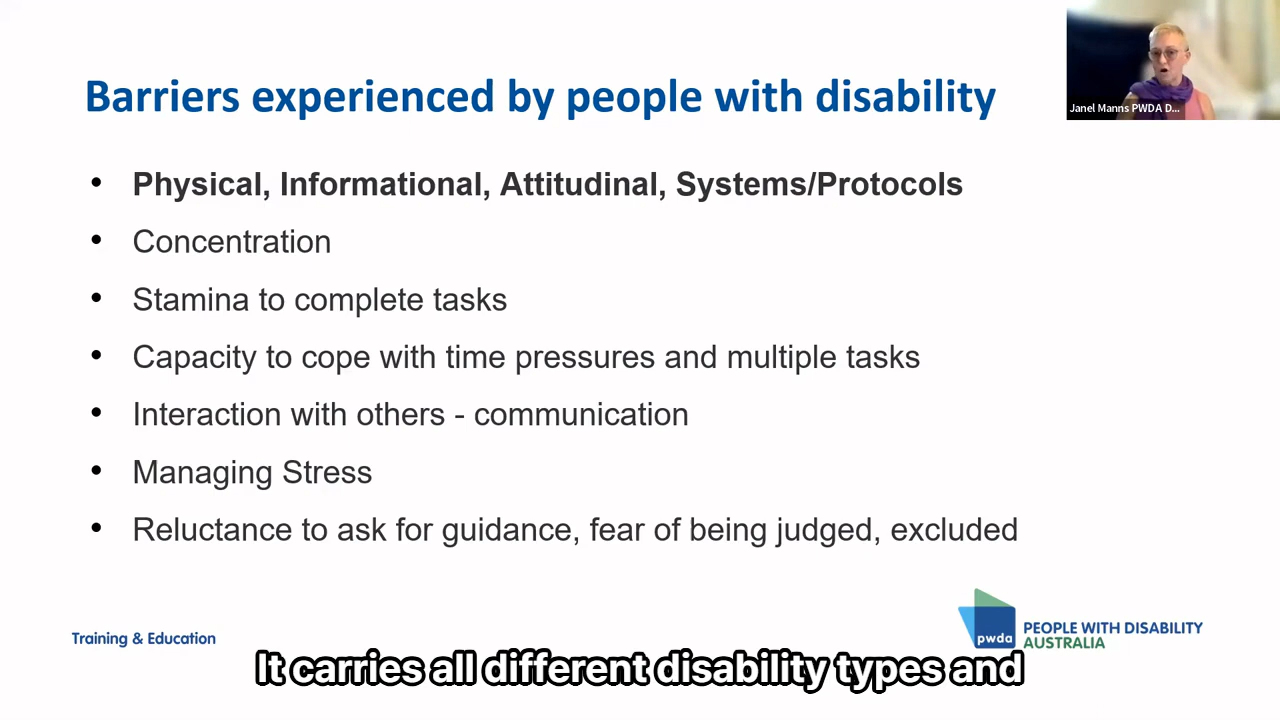 Barriers experienced by people with disability
Janel Manns PWDA D...
• Physical, Informational, Attitudinal, Systems/Protocols
• Concentration
• Stamina to complete tasks
• Capacity to cope with time pressures and multiple tasks
• Interaction with others - communication
• Managing Stress
• Reluctance to ask for guidance, fear of being judged, excluded
Training & Education
pwda
PEOPLE WITH DISABILITY
AUSTRALIA
It carries all different disability types and